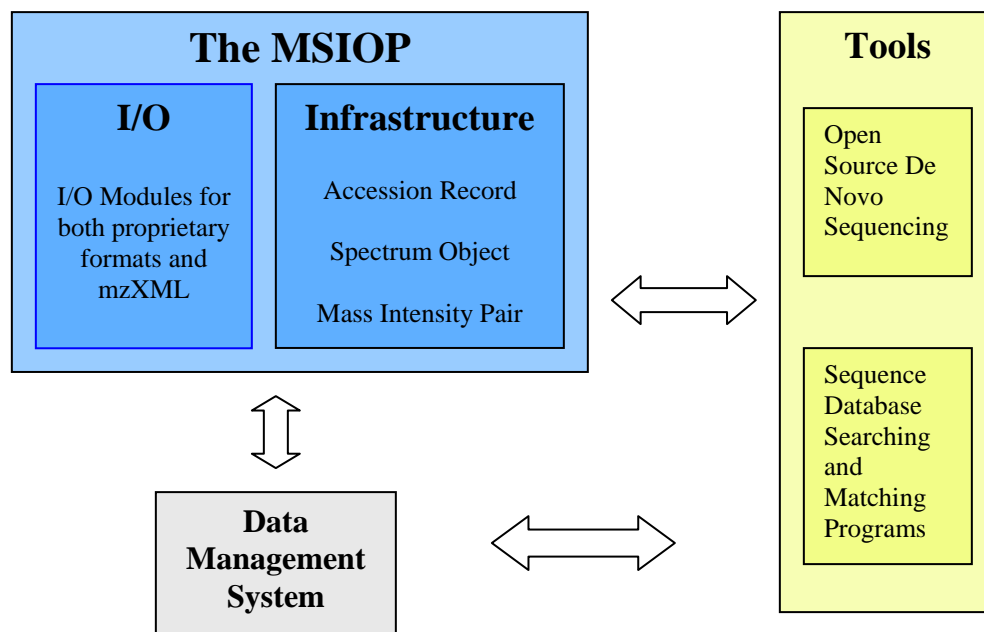 The MSIOP
I/O
I/O Modules for
both proprietary
formats and
mzXML
Infrastructure
Accession Record
Spectrum Object
Mass Intensity Pair
Tools
Open
Source De
Novo
Sequencing
Sequence
Database
Searching
and
Matching
Programs
Data
Management
System